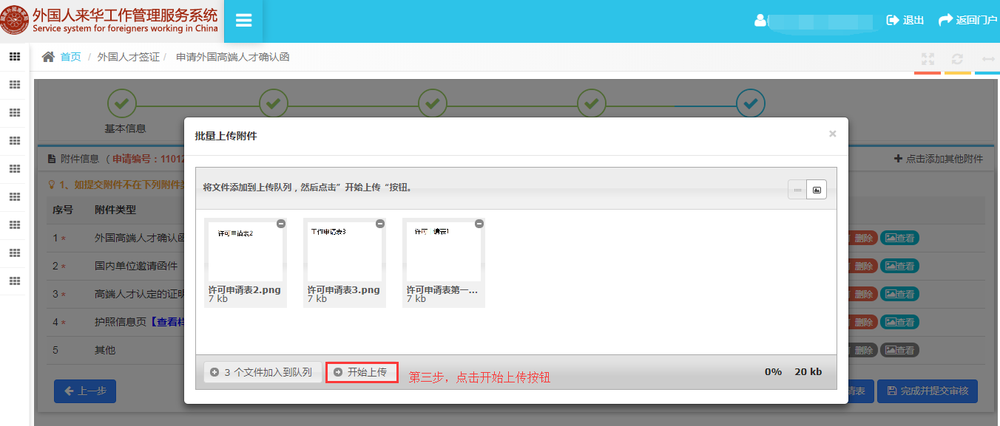 外国人来华工作管理服务系统
Service system for foreigners working in China
退出
返回门户
首页 / 外国人才签证 / 申请外国高端人才确认函
基本信息
批量上传附件
×
附件信息 (申请编号：11012
点击添加其他附件
1、如提交附件不在下列附件
将文件添加到上传队列，然后点击”开始上传“按钮。
序号 附件类型
许可申请表2
工作申请表3
许可 请表1
许可申请表2.png
7 kb
许可申请表3.png
7 kb
许可申请表第一...
7 kb
1 * 外国高端人才确认函
删除 查看
2 * 国内单位邀请函件
删除 查看
3 * 高端人才认定的证明
删除 查看
4 * 护照信息页【查看样
删除 查看
5 其他
删除 查看
3 个文件加入到队列
开始上传
第三步，点击开始上传按钮
0% 20 kb
上一步
请表
完成并提交审核